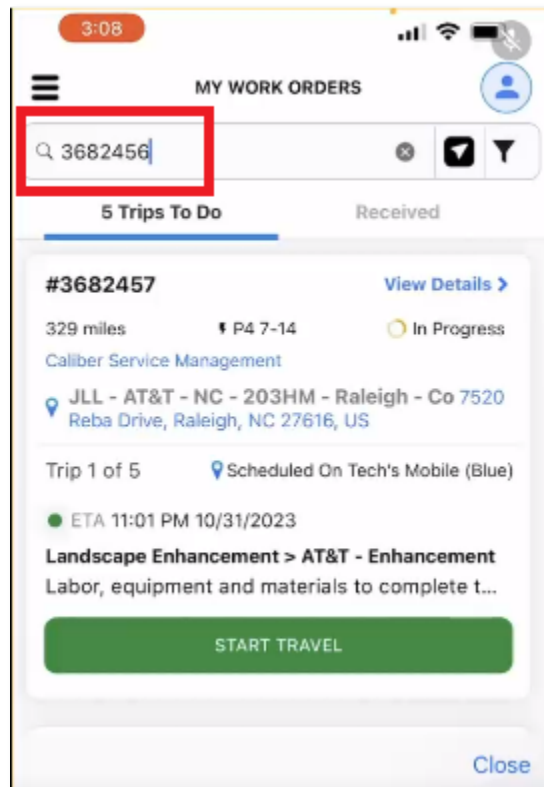 3:08
MY WORK ORDERS
3682456
5 Trips To Do
Received
#3682457
View Details >
329 miles
P4 7-14
In Progress
Caliber Service Management
JLL - AT&T - NC - 203HM - Raleigh - Co 7520
Reba Drive, Raleigh, NC 27616, US
Trip 1 of 5
Scheduled On Tech's Mobile (Blue)
ETA 11:01 PM 10/31/2023
Landscape Enhancement > AT&T - Enhancement
Labor, equipment and materials to complete t...
START TRAVEL
Close